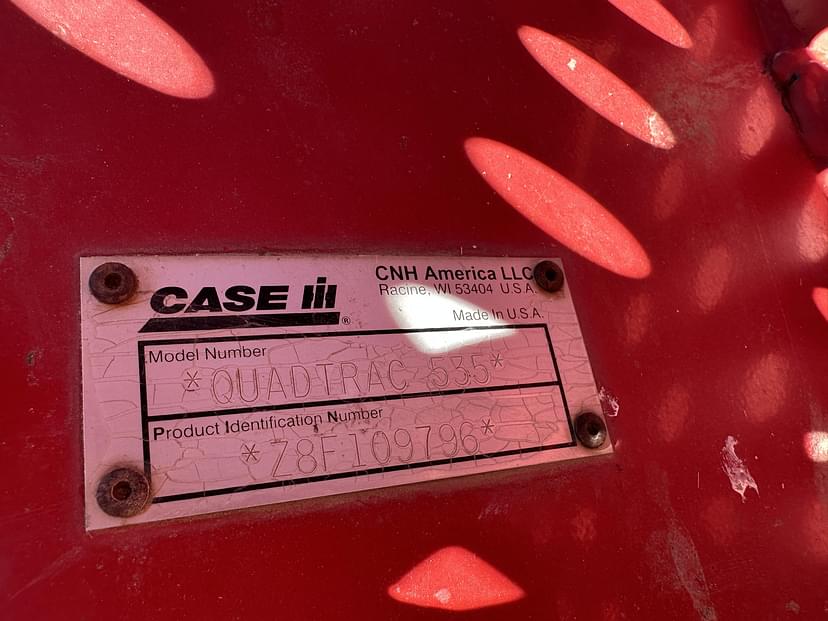 CASE IH ®
CNH America LLC
Racine, WI 53404 U.S.A.
Made In U.S.A.
Model Number
*QUADTRAC 535*
Product Identification Number
*Z8F109796*